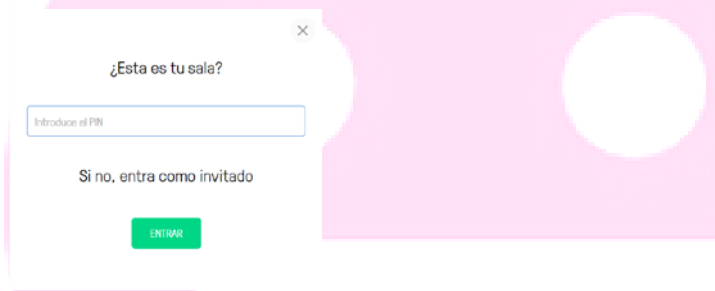 ¿Esta es tu sala?
Introduce el PIN
Si no, entra como invitado
ENTRAR